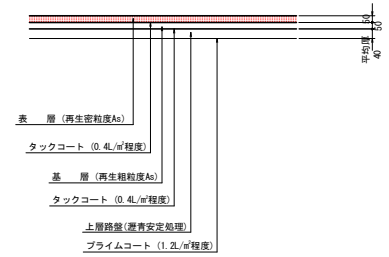 50
50
平均厚
40
表　層 (再生密粒度As)
タックコート (0.4L/㎡程度)
基　層 (再生粗粒度As)
タックコート (0.4L/㎡程度)
上層路盤(瀝青安定処理)
プライムコート (1.2L/㎡程度)